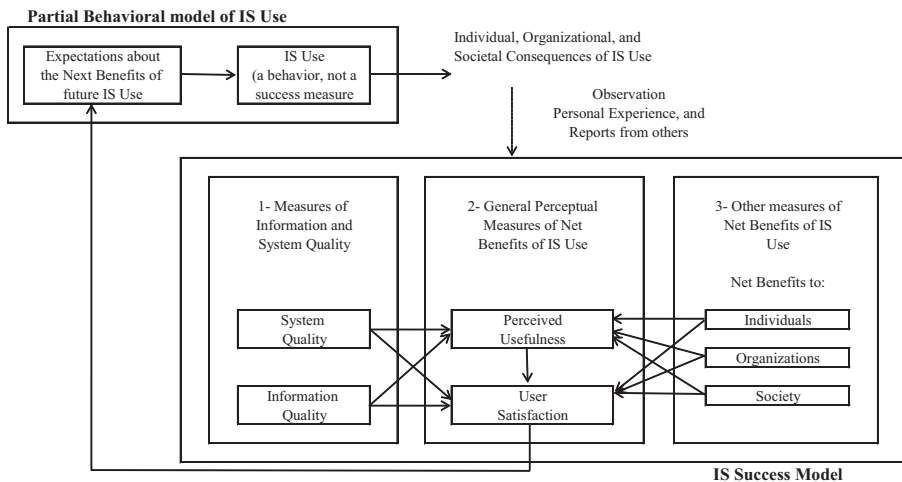 Partial Behavioral model of IS Use
Expectations about
the Next Benefits of
future IS Use
IS Use
(a behavior, not a
success measure
Individual, Organizational, and
Societal Consequences of IS Use
Observation
Personal Experience, and
Reports from others
1- Measures of
Information and
System Quality
System
Quality
Information
Quality
2- General Perceptual
Measures of Net
Benefits of IS Use
Perceived
Usefulness
User
Satisfaction
3- Other measures of
Net Benefits of IS
Use
Net Benefits to:
Individuals
Organizations
Society
IS Success Model